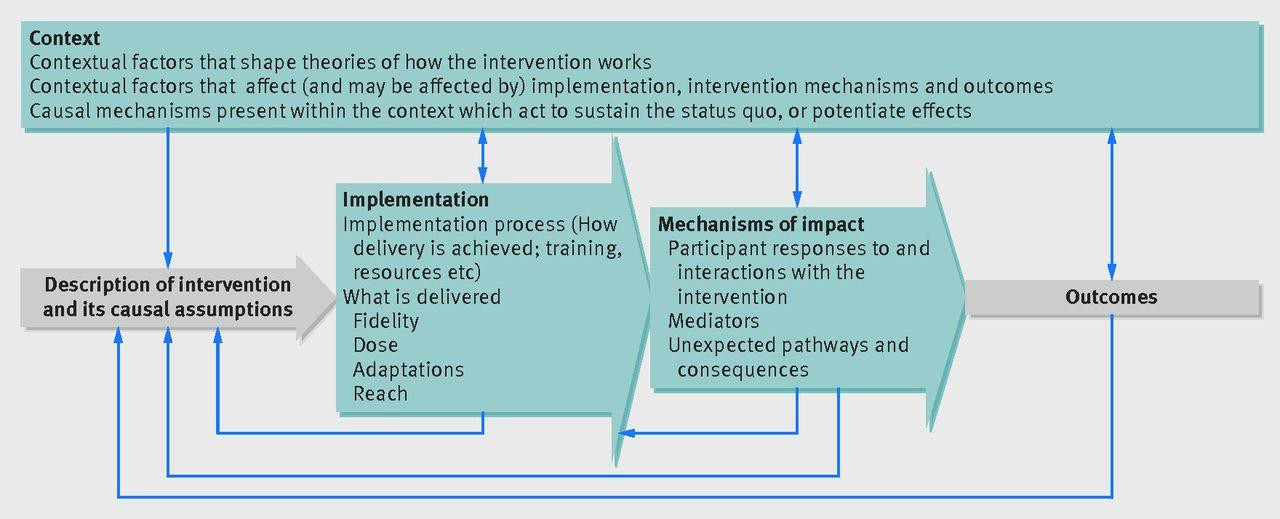 Context
Contextual factors that shape theories of how the intervention works
Contextual factors that affect (and may be affected by) implementation, intervention mechanisms and outcomes
Causal mechanisms present within the context which act to sustain the status quo, or potentiate effects
Description of intervention
and its causal assumptions
Implementation
Implementation process (How
delivery is achieved; training,
resources etc)
What is delivered
Fidelity
Dose
Adaptations
Reach
Mechanisms of impact
Participant responses to and
interactions with the
intervention
Mediators
Unexpected pathways and
consequences
Outcomes